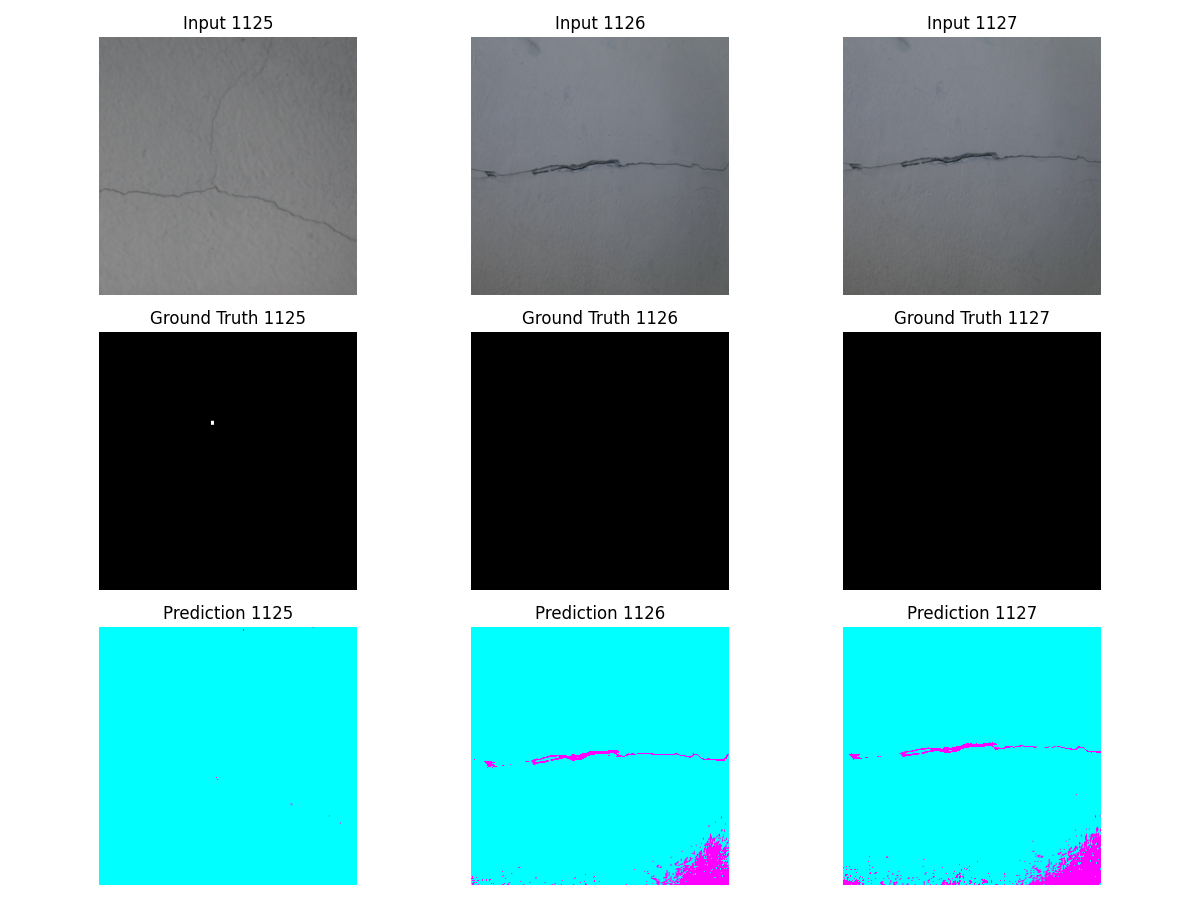 Input 1125
Input 1126
Input 1127
Ground Truth 1125
Ground Truth 1126
Ground Truth 1127
Prediction 1125
Prediction 1126
Prediction 1127